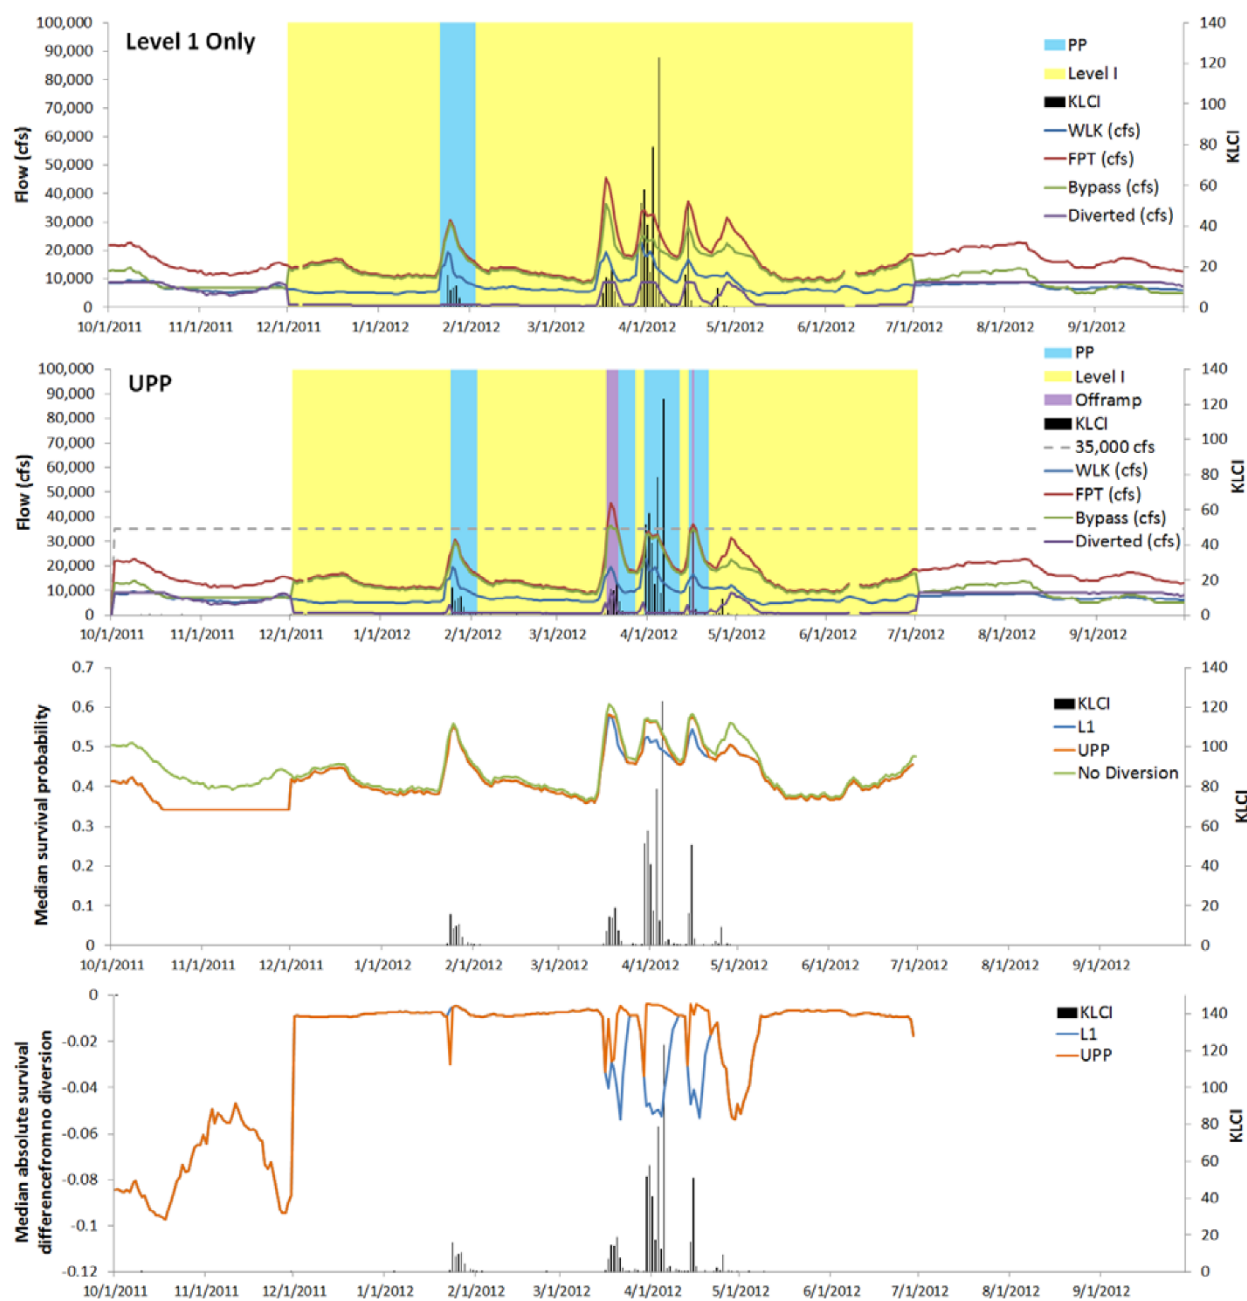 Level 1 Only
Flow (cfs)
100,000
90,000
80,000
70,000
60,000
50,000
40,000
30,000
20,000
10,000
0
10/1/2011 11/1/2011 12/1/2011 1/1/2012 2/1/2012 3/1/2012 4/1/2012 5/1/2012 6/1/2012 7/1/2012 8/1/2012 9/1/2012
140
120
100
80
60
40
20
0
KLCI
PP
Level I
KLCI
WLK (cfs)
FPT (cfs)
Bypass (cfs)
Diverted (cfs)
UPP
Flow (cfs)
100,000
90,000
80,000
70,000
60,000
50,000
40,000
30,000
20,000
10,000
0
10/1/2011 11/1/2011 12/1/2011 1/1/2012 2/1/2012 3/1/2012 4/1/2012 5/1/2012 6/1/2012 7/1/2012 8/1/2012 9/1/2012
140
120
100
80
60
40
20
0
KLCI
PP
Level I
Offramp
KLCI
35,000 cfs
WLK (cfs)
FPT (cfs)
Bypass (cfs)
Diverted (cfs)
Median survival probability
0.7
0.6
0.5
0.4
0.3
0.2
0.1
0
10/1/2011 11/1/2011 12/1/2011 1/1/2012 2/1/2012 3/1/2012 4/1/2012 5/1/2012 6/1/2012 7/1/2012 8/1/2012 9/1/2012
140
120
100
80
60
40
20
0
KLCI
KLCI
L1
UPP
No Diversion
Median absolute survival
differencefromno diversion
0
-0.02
-0.04
-0.06
-0.08
-0.1
-0.12
10/1/2011 11/1/2011 12/1/2011 1/1/2012 2/1/2012 3/1/2012 4/1/2012 5/1/2012 6/1/2012 7/1/2012 8/1/2012 9/1/2012
140
120
100
80
60
40
20
0
KLCI
KLCI
L1
UPP